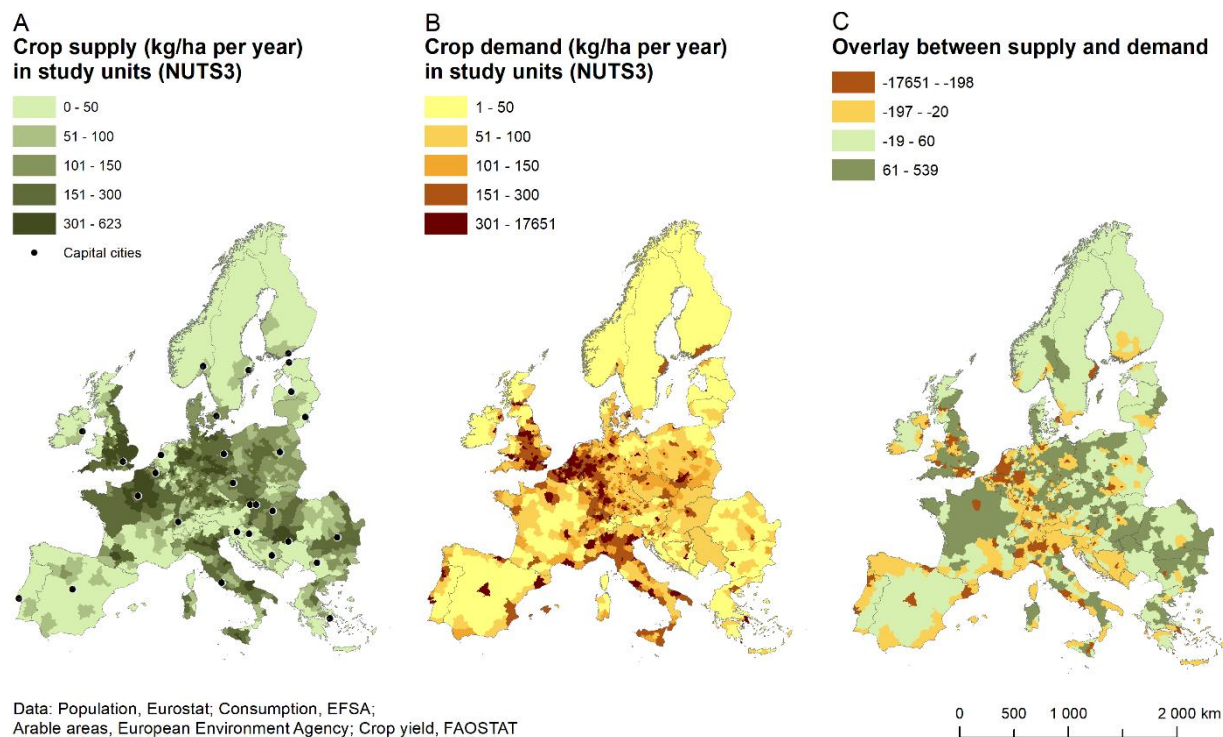 A
Crop supply (kg/ha per year)
in study units (NUTS3)
0 - 50
51 - 100
101 - 150
151 - 300
301 - 623
Capital cities
B
Crop demand (kg/ha per year)
in study units (NUTS3)
1 - 50
51 - 100
101 - 150
151 - 300
301 - 17651
C
Overlay between supply and demand
-17651 - -198
-197 - -20
-19 - 60
61 - 539
Data: Population, Eurostat; Consumption, EFSA;
Arable areas, European Environment Agency; Crop yield, FAOSTAT
0 500 1 000 2 000 km